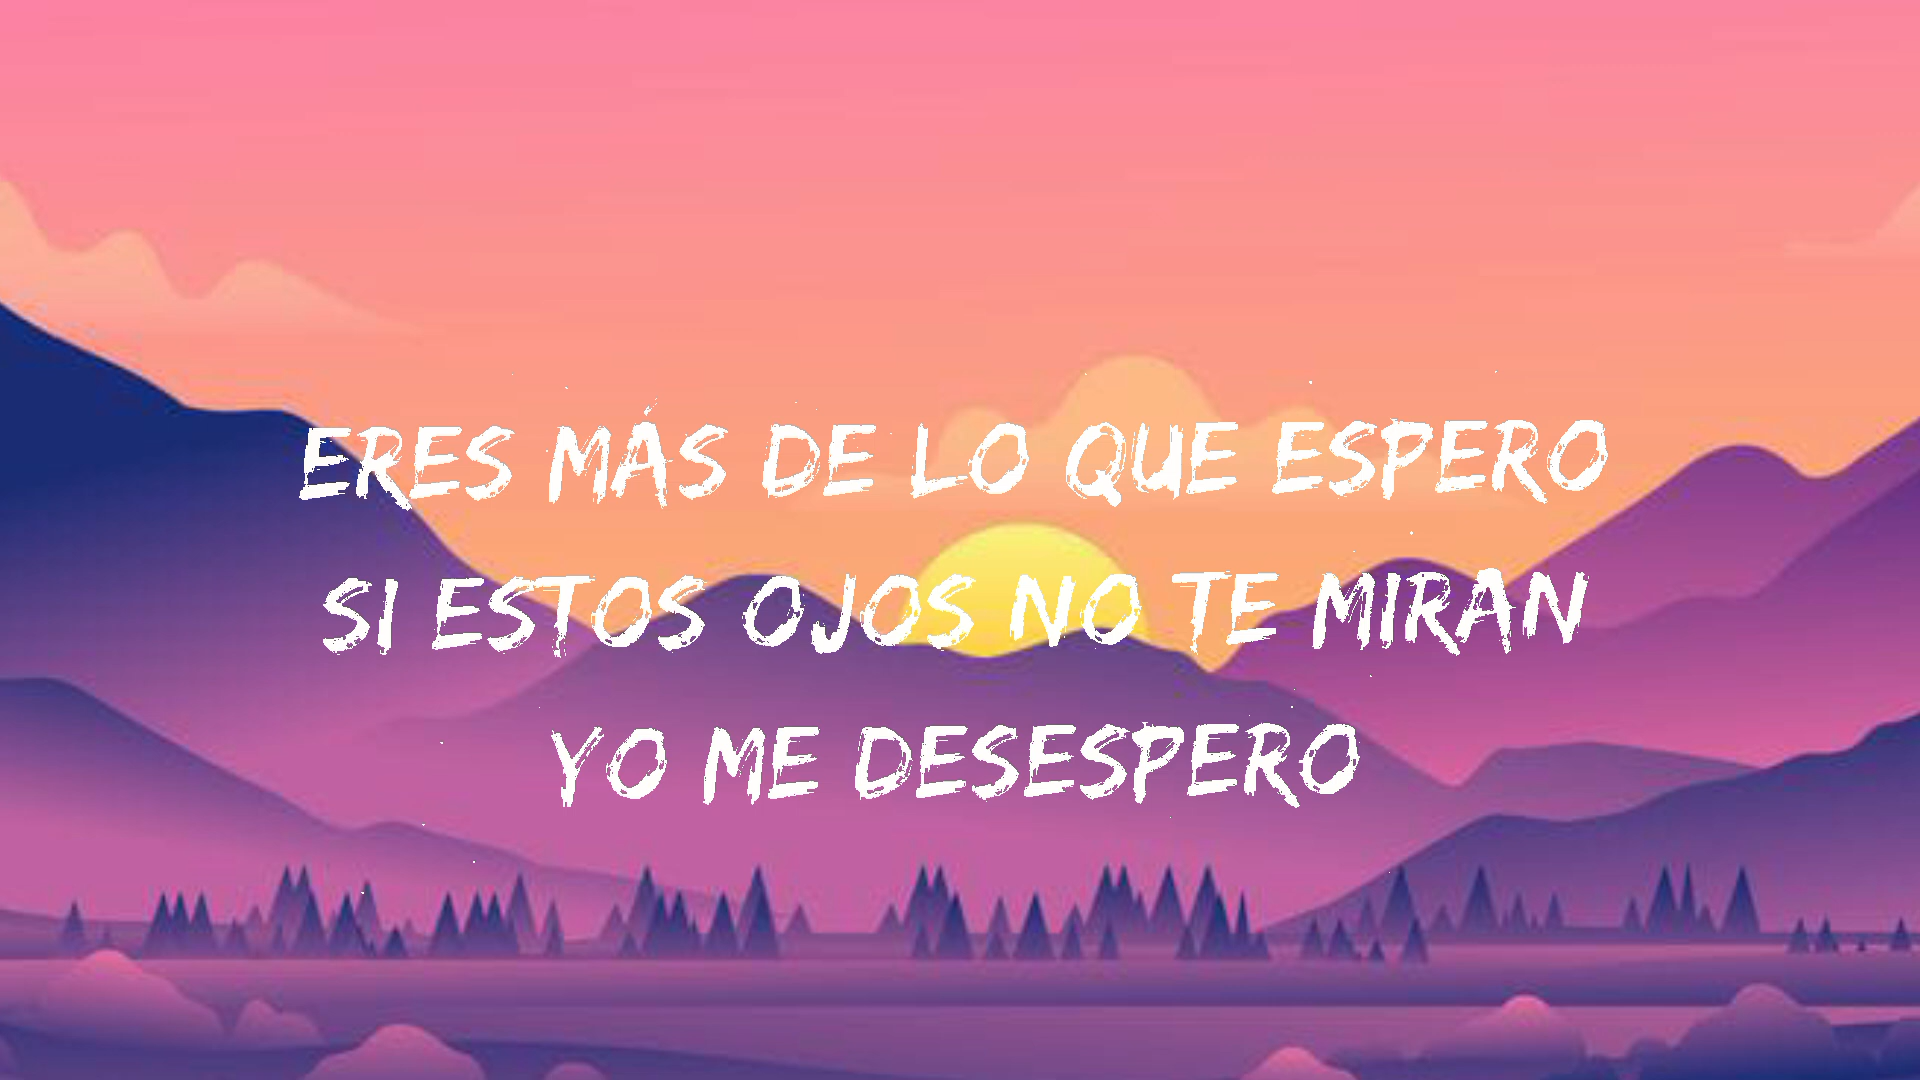 ERES MÁS DE LO QUE ESPERO
SI ESTOS OJOS NO TE MIRAN
YO ME DESESPERO